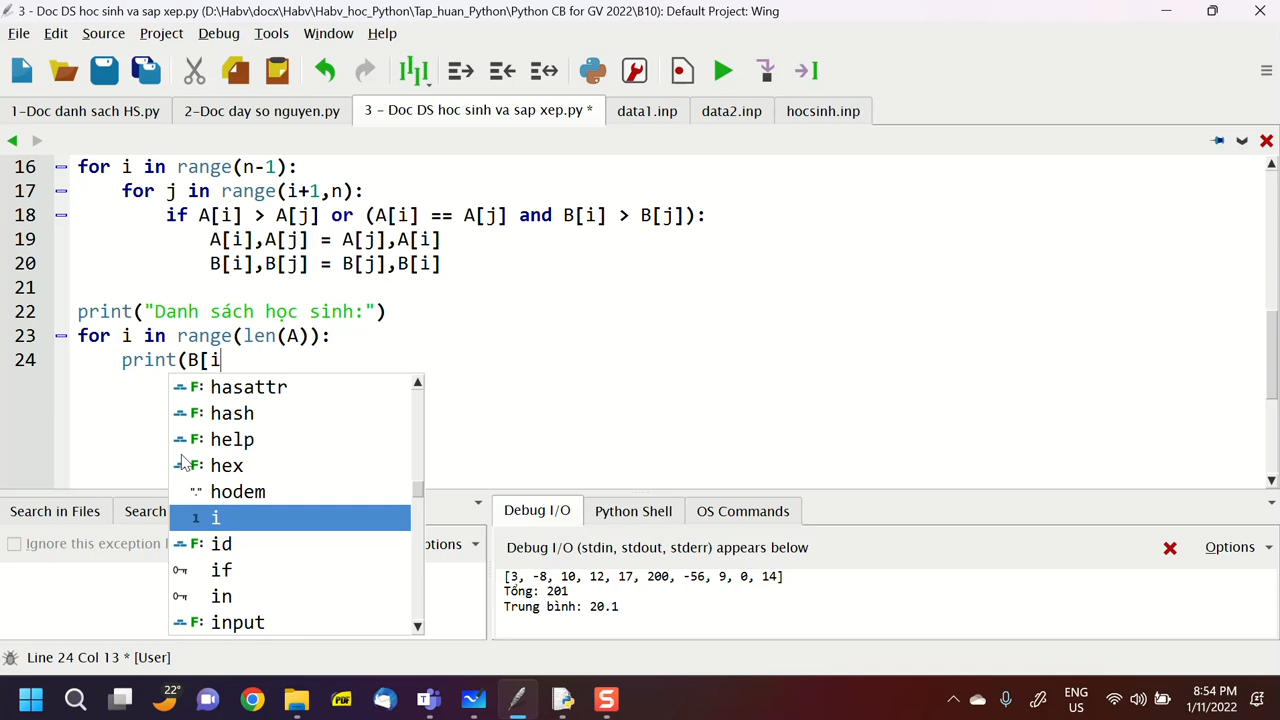 3 - Doc DS hoc sinh va sap xep.py (D:\Habv\docx\Habv\Habv_hoc_Python\Tap_huan_Python\Python CB for GV 2022\B10): Default Project: Wing
File Edit Source Project Debug Tools Window Help
1-Doc danh sach HS.py 2-Doc day so nguyen.py 3 - Doc DS hoc sinh va sap xep.py * data1.inp data2.inp hocsinh.inp
16 for i in range(n-1):
17 for j in range(i+1,n):
18 if A[i] > A[j] or (A[i] == A[j] and B[i] > B[j]):
19 A[i],A[j] = A[j],A[i]
20 B[i],B[j] = B[j],B[i]
21
22 print("Danh sách học sinh:")
23 for i in range(len(A)):
24 print(B[i
F: hasattr
F: hash
F: help
F: hex
"." hodem
1 i
F: id
if
in
F: input
Search in Files Search
Ignore this exception
ptions
Debug I/O Python Shell OS Commands
Debug I/O (stdin, stdout, stderr) appears below Options
[3, -8, 10, 12, 17, 200, -56, 9, 0, 14]
Tổng: 201
Trung bình: 20.1
Line 24 Col 13 * [User]
22° PDF S ENG US 8:54 PM 1/11/2022